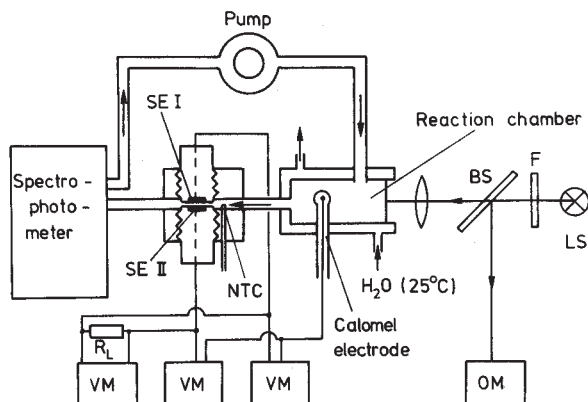 Pump
SE I
Reaction chamber
Spectro-
photo-
meter
BS
F
LS
SE II
NTC
H₂O (25°C)
Calomel
electrode
R_L
VM
VM
VM
OM